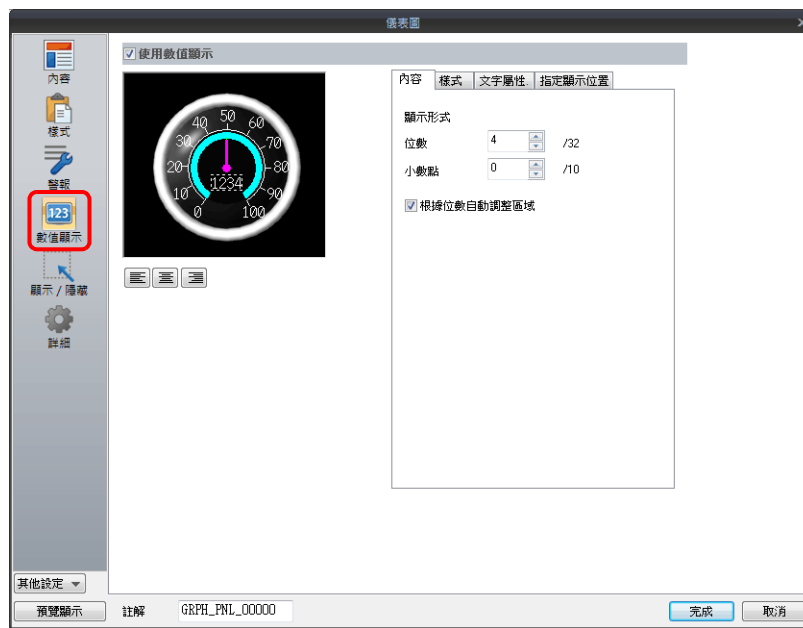 儀表圖
內容
樣式
警報
123
數值顯示
顯示 / 隱藏
詳細
其他設定
預覽顯示
使用數值顯示
0
10
20
30
40
50
60
70
80
90
100
1234
內容 樣式 文字屬性. 指定顯示位置
顯示形式
位數 4 /32
小數點 0 /10
根據位數自動調整區域
註解 GRPH_PNL_00000
完成 取消